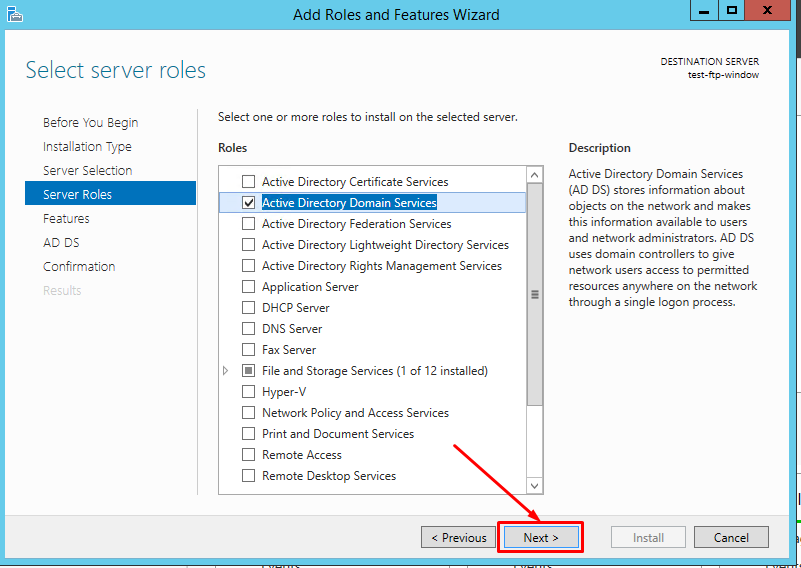 Add Roles and Features Wizard
Select server roles
DESTINATION SERVER
test-ftp-window
Before You Begin
Installation Type
Server Selection
Server Roles
Features
AD DS
Confirmation
Results
Select one or more roles to install on the selected server.
Roles
Active Directory Certificate Services
Active Directory Domain Services
Active Directory Federation Services
Active Directory Lightweight Directory Services
Active Directory Rights Management Services
Application Server
DHCP Server
DNS Server
Fax Server
File and Storage Services (1 of 12 installed)
Hyper-V
Network Policy and Access Services
Print and Document Services
Remote Access
Remote Desktop Services
Description
Active Directory Domain Services
(AD DS) stores information about
objects on the network and makes
this information available to users
and network administrators. AD DS
uses domain controllers to give
network users access to permitted
resources anywhere on the network
through a single logon process.
< Previous
Next >
Install
Cancel